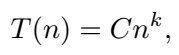 T(n) = Cn^k,